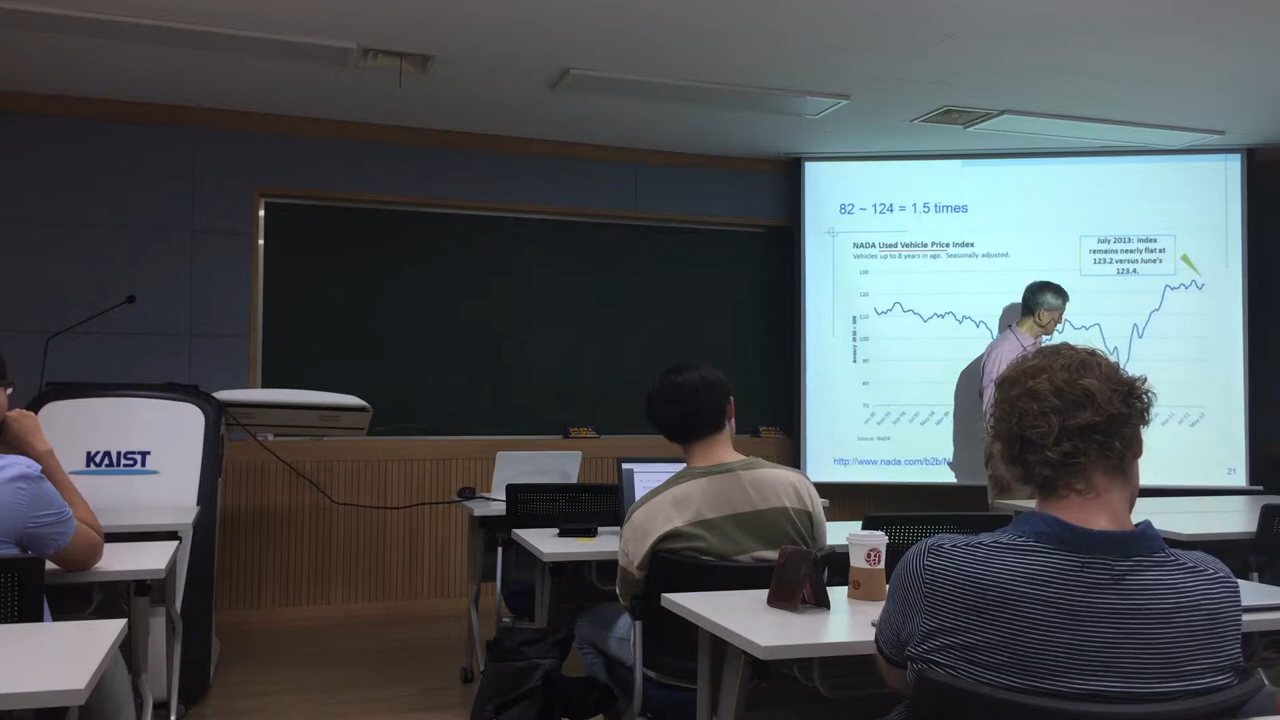 KAIST
82 ~ 124 = 1.5 times
NADA Used Vehicle Price Index
Vehicles up to 8 years in age. Seasonally adjusted.
July 2013: index
remains nearly flat at
123.2 versus June's
123.4.
130
120
110
100
90
80
70
Source: NADA
http://www.nada.com/b2b/N
21